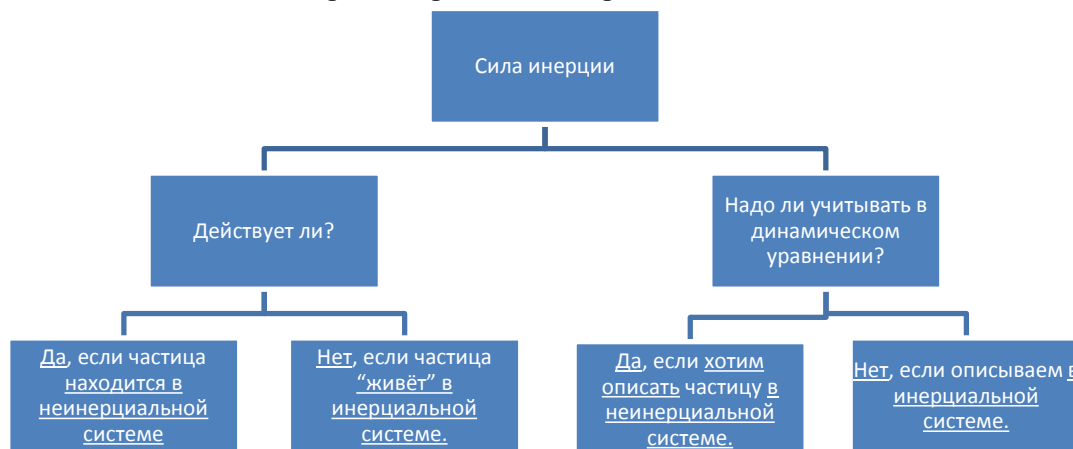 Сила инерции
Действует ли?
Надо ли учитывать в
динамическом
уравнении?
Да, если частица
находится в
неинерциальной
системе
Нет, если частица
“живёт” в
инерциальной
системе.
Да, если хотим
описать частицу в
неинерциальной
системе.
Нет, если описываем в
инерциальной
системе.